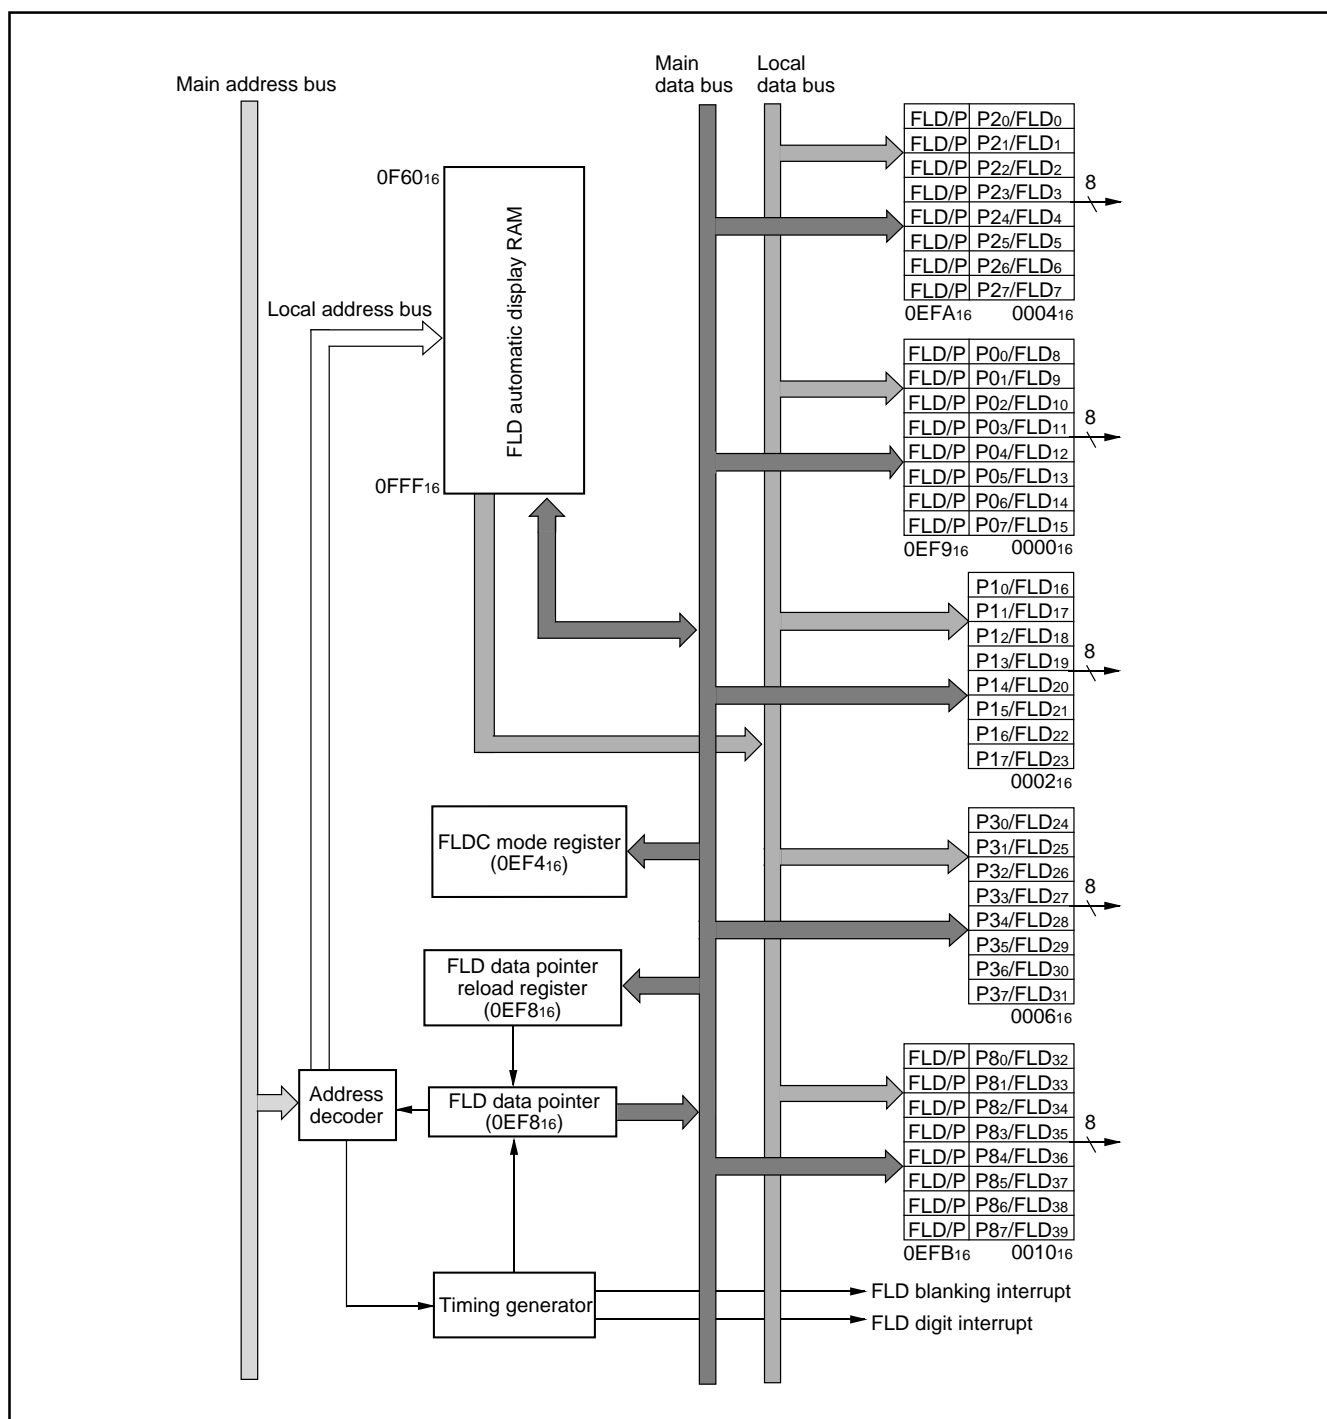 Main address bus
Main
data bus
Local
data bus
0F6016
FLD automatic display RAM
0FFF16
Local address bus
FLDC mode register
(0EF416)
FLD data pointer
reload register
(0EF816)
Address
decoder
FLD data pointer
(0EF816)
Timing generator
FLD blanking interrupt
FLD digit interrupt
FLD/P P20/FLD0
FLD/P P21/FLD1
FLD/P P22/FLD2
FLD/P P23/FLD3
FLD/P P24/FLD4
FLD/P P25/FLD5
FLD/P P26/FLD6
FLD/P P27/FLD7
8
0EFA16 000416
FLD/P P00/FLD8
FLD/P P01/FLD9
FLD/P P02/FLD10
FLD/P P03/FLD11
FLD/P P04/FLD12
FLD/P P05/FLD13
FLD/P P06/FLD14
FLD/P P07/FLD15
8
0EF916 000016
P10/FLD16
P11/FLD17
P12/FLD18
P13/FLD19
P14/FLD20
P15/FLD21
P16/FLD22
P17/FLD23
8
000216
P30/FLD24
P31/FLD25
P32/FLD26
P33/FLD27
P34/FLD28
P35/FLD29
P36/FLD30
P37/FLD31
8
000616
FLD/P P80/FLD32
FLD/P P81/FLD33
FLD/P P82/FLD34
FLD/P P83/FLD35
FLD/P P84/FLD36
FLD/P P85/FLD37
FLD/P P86/FLD38
FLD/P P87/FLD39
8
0EFB16 001016